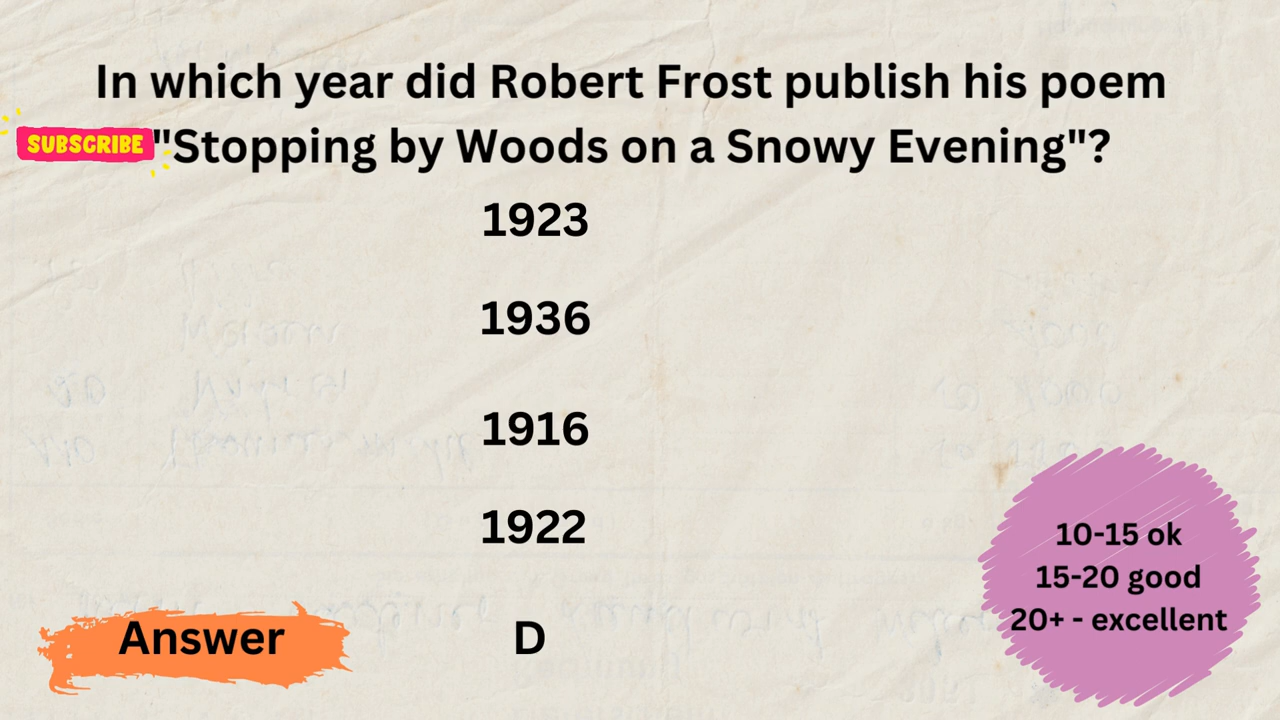 In which year did Robert Frost publish his poem
SUBSCRIBE
"Stopping by Woods on a Snowy Evening"?
1923
1936
1916
1922
10-15 ok
15-20 good
20+ - excellent
Answer
D